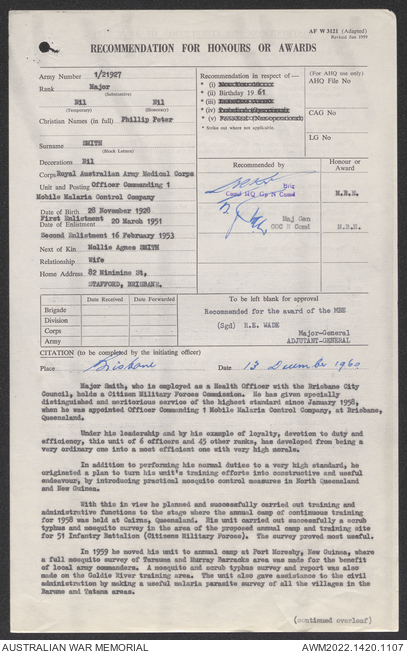 AF W 3121 (Adapted)
Revised Jun 1959
RECOMMENDATION FOR HONOURS OR AWARDS
Army Number 1/21927
Rank Major
(Substantive)
Nil Nil
(Temporary) (Honorary)
Christian Names (in full) Phillip Peter
Surname SMITH
(Block Letters)
Decorations Nil
Corps Royal Australian Army Medical Corps
Unit and Posting Officer Commanding 1
Mobile Malaria Control Company
Date of Birth 28 November 1928
First Enlistment
Date of Enlistment 20 March 1951
Second Enlistment 16 February 1953
Next of Kin Mollie Agnes SMITH
Relationship Wife
Home Address 82 Minimine St,
STAFFORD, BRISBANE.
Recommendation in respect of—
* (i)
* (ii) Birthday 1961
* (iii)
* (iv)
* (v)
* Strike out where not applicable.
(For AHQ use only)
AHQ File No
CAG No
LG No
Recommended by
Honour or
Award
Brig
Comd HQ Gp N Comd
M.B.E.
Maj Gen
GOC N Comd
M.B.E.
Date Received Date Forwarded
Brigade
Division
Corps
Army
To be left blank for approval
Recommended for the award of the MBE
(Sgd) R.E. WADE
Major-General
ADJUTANT-GENERAL
CITATION (to be completed by the initiating officer)
Place Brisbane Date 13 December 1960
Major Smith, who is employed as a Health Officer with the Brisbane City
Council, holds a Citizen Military Forces Commission. He has given specially
distinguished and meritorious service of the highest standard since January 1958,
when he was appointed Officer Commanding 1 Mobile Malaria Control Company, at Brisbane,
Queensland.
Under his leadership and by his example of loyalty, devotion to duty and
efficiency, this unit of 6 officers and 45 other ranks, has developed from being a
very ordinary one into a most efficient one with very high morale.
In addition to performing his normal duties to a very high standard, he
originated a plan to turn his unit's training efforts into constructive and useful
endeavour, by introducing practical mosquito control measures in North Queensland
and New Guinea.
With this in view he planned and successfully carried out training and
administrative functions to the stage where the annual camp of continuous training
for 1958 was held at Cairns, Queensland. His unit carried out successfully a scrub
typhus and mosquito survey in the area of the proposed annual camp and training site
for 51 Infantry Battalion (Citizens Military Forces). The survey proved most useful.
In 1959 he moved his unit to annual camp at Port Moresby, New Guinea, where
a full mosquito survey of Taurama and Murray Barracks area was made for the benefit
of local army commanders. A mosquito and scrub typhus survey and report was also
made on the Goldie River training area. The unit also gave assistance to the civil
administration by making a useful malaria parasite survey of all the villages in the
Barune and Tatana areas.
(continued overleaf)
AUSTRALIAN WAR MEMORIAL AWM2022.1420.1107